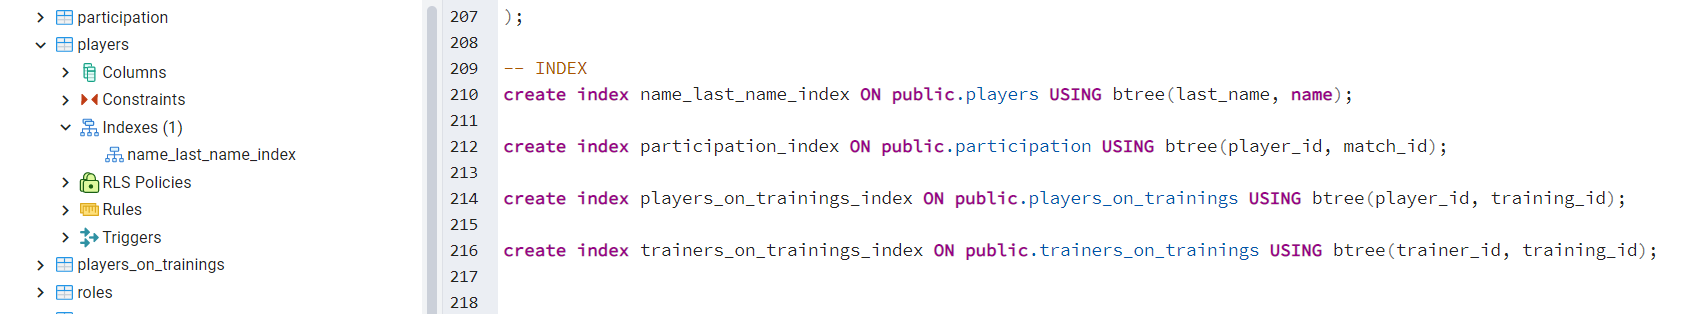 participation
players
Columns
Constraints
Indexes (1)
name_last_name_index
RLS Policies
Rules
Triggers
players_on_trainings
roles
207 );
208
209 -- INDEX
210 create index name_last_name_index ON public.players USING btree(last_name, name);
211
212 create index participation_index ON public.participation USING btree(player_id, match_id);
213
214 create index players_on_trainings_index ON public.players_on_trainings USING btree(player_id, training_id);
215
216 create index trainers_on_trainings_index ON public.trainers_on_trainings USING btree(trainer_id, training_id);
217
218